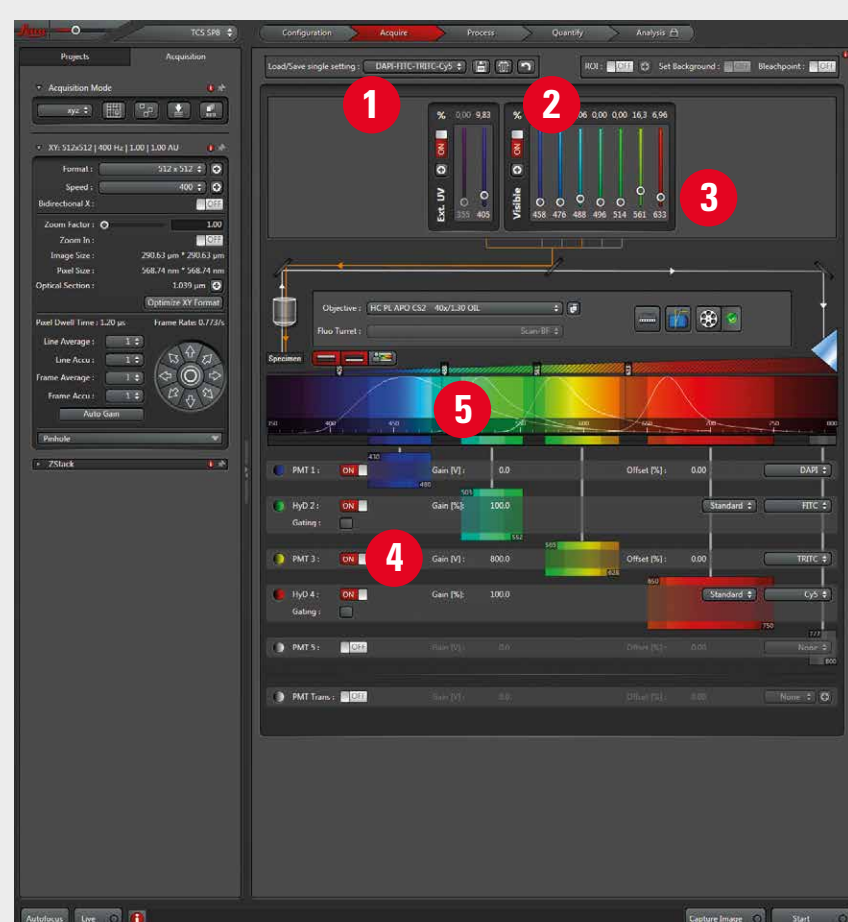 Leica
TCS SP8
Configuration Acquire Process Quantify Analysis
Projects Acquisition
Load/Save single setting : DAPI-FITC-TRITC-Cy5
ROI : OFF Set Background : OFF Bleachpoint : OFF
Acquisition Mode
xyz
1
2
% 0,00 9,83
% 06 0,00 0,00 16,3 6,96
ON
ON
Ext. UV
Visible
355 405
458 476 488 496 514 561 633
3
XY: 512x512 | 400 Hz | 1.00 | 1.00 AU
Format : 512 x 512
Speed : 400
Bidirectional X : OFF
Zoom Factor : 1.00
Zoom In : OFF
Image Size : 290.63 µm * 290.63 µm
Pixel Size : 568.74 nm * 568.74 nm
Optical Section : 1.039 µm
Optimize XY Format
Pixel Dwell Time : 1.20 µs Frame Rate: 0.773/s
Line Average : 1
Line Accu : 1
Frame Average : 1
Frame Accu : 1
Auto Gain
Pinhole
ZStack
Objective : HC PL APO CS2 40x/1.30 OIL
Fluo Turret : Scan-BF
Specimen
5
350 400 450 500 550 600 650 700 750 800
430
PMT 1 : ON Gain [V] : 0.0 Offset [%] : 0.00 DAPI
480
505
HyD 2 : ON Gain [%]: 100.0 Standard FITC
Gating :
552
4
PMT 3 : ON Gain [V] : 800.0 Offset [%] : 0.00 TRITC
650
HyD 4 : ON Gain [%]: 100.0 Standard Cy5
Gating :
750
777
PMT 5 : OFF Gain [V] : 0.0 Offset [%] : 0.00 None
800
PMT Trans : OFF Gain [V] : 0.0 Offset [%] : 0.00 None
Autofocus Live Capture Image Start